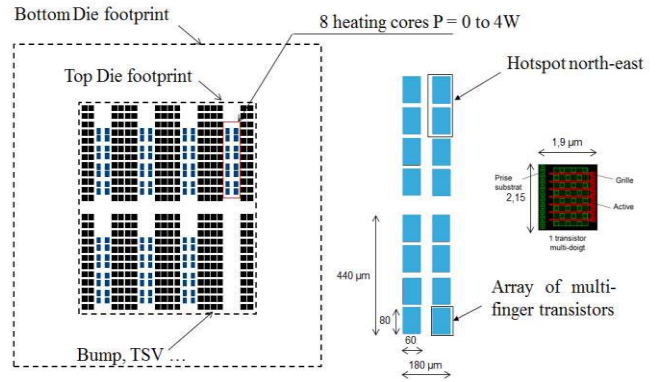 Bottom Die footprint
8 heating cores P = 0 to 4W
Top Die footprint
Hotspot north-east
1,9 µm
Prise
substrat
2,15
Grille
Active
1 transistor
multi-doigt
440 µm
80
60
180 µm
Array of multi-
finger transistors
Bump, TSV ...